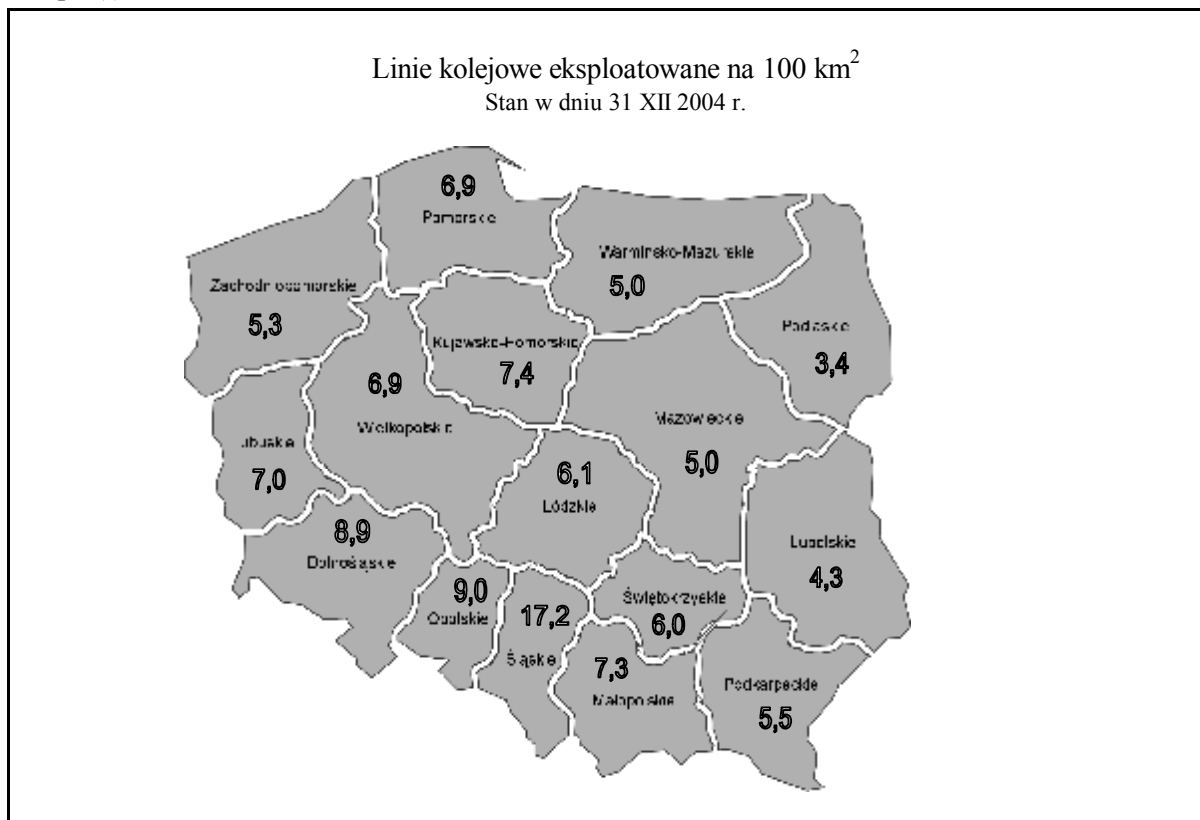 Linie kolejowe eksploatowane na 100 km²
Stan w dniu 31 XII 2004 r.
6,9
Pomorskie
Warmińsko-Mazurskie
5,0
Zachodniopomorskie
5,3
Podlaskie
3,4
Kujawsko-Pomorskie
7,4
6,9
Wielkopolskie
Mazowieckie
5,0
Lubuskie
7,0
6,1
Łódzkie
8,9
Dolnośląskie
Lubelskie
4,3
9,0
Opolskie
17,2
Śląskie
Świętokrzyskie
6,0
7,3
Małopolskie
Podkarpackie
5,5